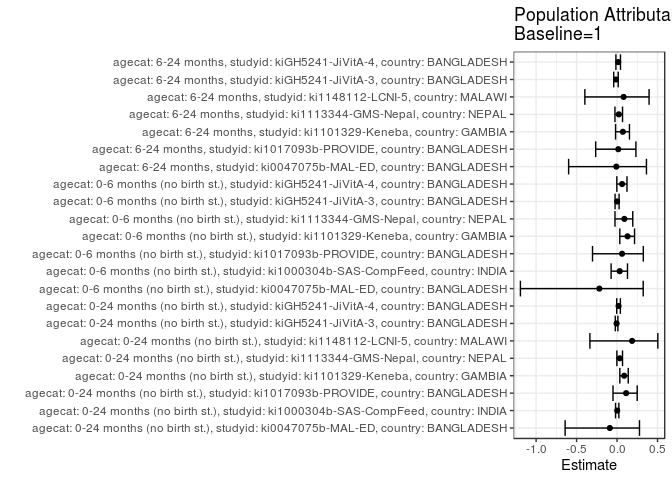 Population Attributa
Baseline=1
agecat: 6-24 months, studyid: kiGH5241-JiVitA-4, country: BANGLADESH
agecat: 6-24 months, studyid: kiGH5241-JiVitA-3, country: BANGLADESH
agecat: 6-24 months, studyid: ki1148112-LCNI-5, country: MALAWI
agecat: 6-24 months, studyid: ki1113344-GMS-Nepal, country: NEPAL
agecat: 6-24 months, studyid: ki1101329-Keneba, country: GAMBIA
agecat: 6-24 months, studyid: ki1017093b-PROVIDE, country: BANGLADESH
agecat: 6-24 months, studyid: ki0047075b-MAL-ED, country: BANGLADESH
agecat: 0-6 months (no birth st.), studyid: kiGH5241-JiVitA-4, country: BANGLADESH
agecat: 0-6 months (no birth st.), studyid: kiGH5241-JiVitA-3, country: BANGLADESH
agecat: 0-6 months (no birth st.), studyid: ki1113344-GMS-Nepal, country: NEPAL
agecat: 0-6 months (no birth st.), studyid: ki1101329-Keneba, country: GAMBIA
agecat: 0-6 months (no birth st.), studyid: ki1017093b-PROVIDE, country: BANGLADESH
agecat: 0-6 months (no birth st.), studyid: ki1000304b-SAS-CompFeed, country: INDIA
agecat: 0-6 months (no birth st.), studyid: ki0047075b-MAL-ED, country: BANGLADESH
agecat: 0-24 months (no birth st.), studyid: kiGH5241-JiVitA-4, country: BANGLADESH
agecat: 0-24 months (no birth st.), studyid: kiGH5241-JiVitA-3, country: BANGLADESH
agecat: 0-24 months (no birth st.), studyid: ki1148112-LCNI-5, country: MALAWI
agecat: 0-24 months (no birth st.), studyid: ki1113344-GMS-Nepal, country: NEPAL
agecat: 0-24 months (no birth st.), studyid: ki1101329-Keneba, country: GAMBIA
agecat: 0-24 months (no birth st.), studyid: ki1017093b-PROVIDE, country: BANGLADESH
agecat: 0-24 months (no birth st.), studyid: ki1000304b-SAS-CompFeed, country: INDIA
agecat: 0-24 months (no birth st.), studyid: ki0047075b-MAL-ED, country: BANGLADESH
-1.0 -0.5 0.0 0.5
Estimate